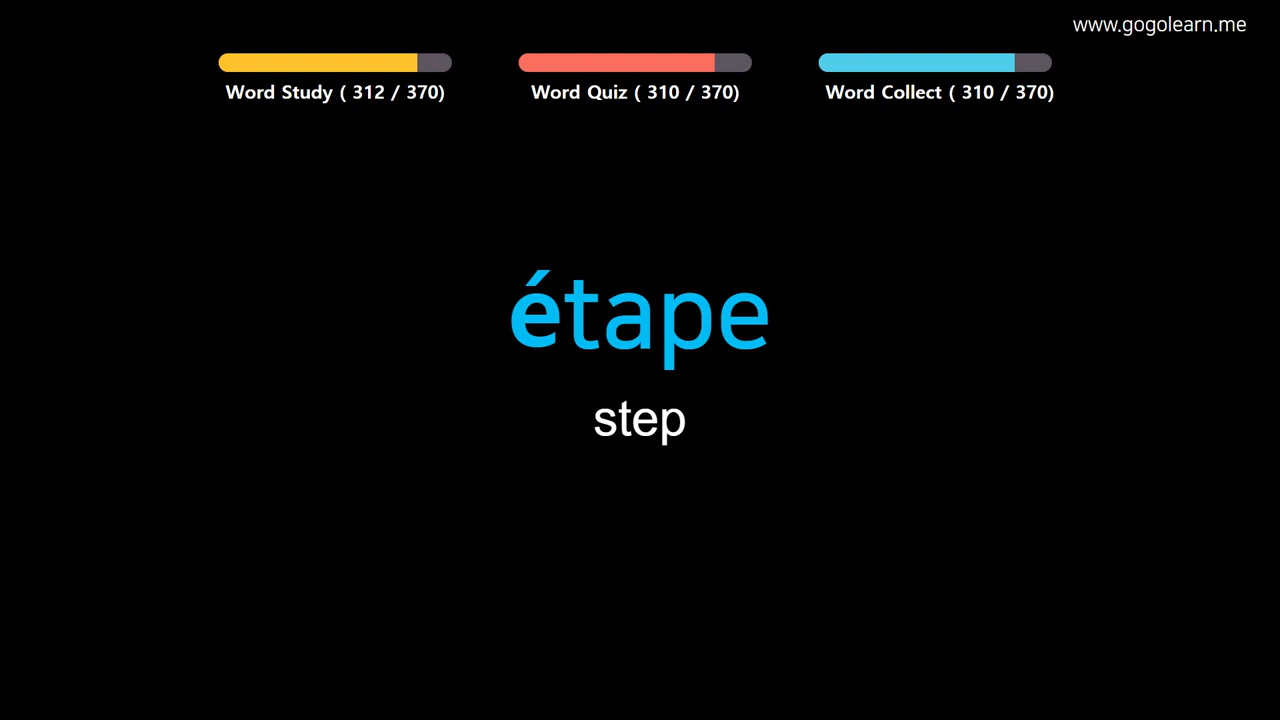 www.gogolearn.me
Word Study ( 312 / 370)
Word Quiz ( 310 / 370)
Word Collect ( 310 / 370)
étape
step